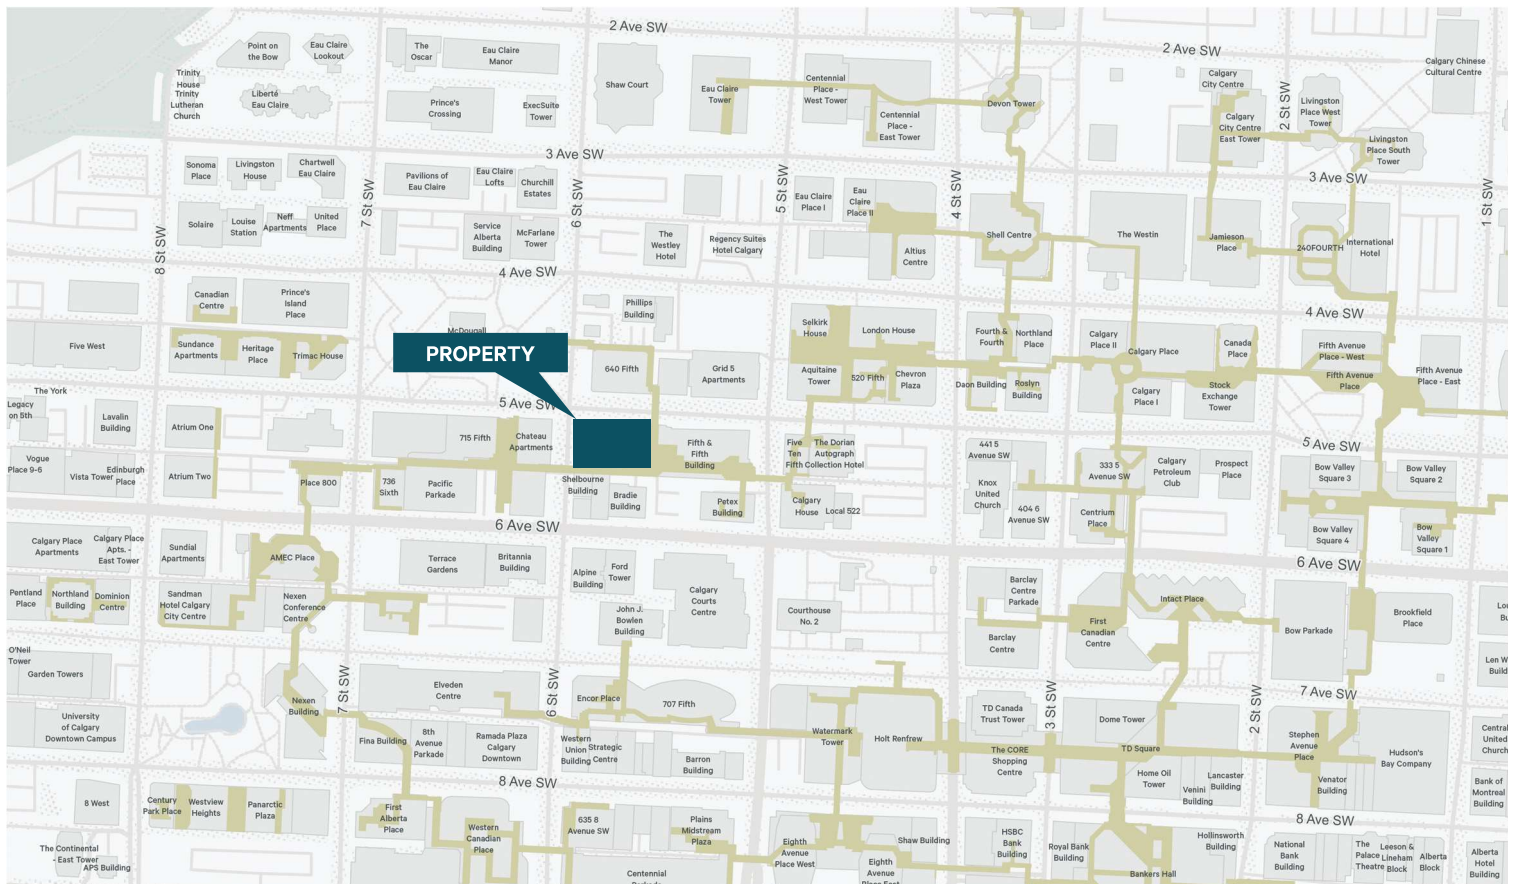 2 Ave SW
2 Ave SW
Point on
the Bow
Eau Claire
Lookout
The
Oscar
Eau Claire
Manor
Shaw Court
Eau Claire
Tower
Centennial
Place -
West Tower
Centennial
Place -
East Tower
Devon Tower
Calgary
City Centre
Calgary
City Centre
East Tower
2 St SW
Livingston
Place West
Tower
Livingston
Place South
Tower
Calgary Chinese
Cultural Centre
Trinity
House
Trinity
Lutheran
Church
Liberté
Eau Claire
Prince's
Crossing
ExecSuite
Tower
3 Ave SW
3 Ave SW
Sonoma
Place
Livingston
House
Chartwell
Eau Claire
7 St SW
Pavilions of
Eau Claire
Eau Claire
Lofts
Churchill
Estates
6 St SW
5 St SW
Eau Claire
Place I
Eau
Claire
Place II
4 St SW
1 St SW
Solaire
Louise
Station
Neff
Apartments
United
Place
Service
Alberta
Building
McFarlane
Tower
The
Westley
Hotel
Regency Suites
Hotel Calgary
Altius
Centre
Shell Centre
The Westin
Jamieson
Place
240FOURTH
International
Hotel
8 St SW
4 Ave SW
4 Ave SW
Canadian
Centre
Prince's
Island
Place
Phillips
Building
McDougall
Selkirk
House
London House
Fourth &
Fourth
Northland
Place
Calgary
Place II
Calgary Place
Canada
Place
Fifth Avenue
Place - West
Fifth Avenue
Place
Fifth Avenue
Place - East
Five West
Sundance
Apartments
Heritage
Place
Trimac House
PROPERTY
640 Fifth
Grid 5
Apartments
Aquitaine
Tower
520 Fifth
Chevron
Plaza
Daon Building
Roslyn
Building
Calgary
Place I
Stock
Exchange
Tower
The York
Legacy
on 5th
Lavalin
Building
Atrium One
5 Ave SW
5 Ave SW
715 Fifth
Chateau
Apartments
Fifth &
Fifth
Building
Five
Ten
Fifth
The Dorian
Autograph
Collection Hotel
441 5
Avenue SW
333 5
Avenue SW
Calgary
Petroleum
Club
Prospect
Place
Bow Valley
Square 3
Bow Valley
Square 2
Vogue
Place 9-6
Vista Tower
Edinburgh
Place
Atrium Two
Place 800
736
Sixth
Pacific
Parkade
Shelbourne
Building
Bradie
Building
Petex
Building
Calgary
House
Local 522
Knox
United
Church
404 6
Avenue SW
Centrium
Place
Bow Valley
Square 4
Bow
Valley
Square 1
6 Ave SW
6 Ave SW
Calgary Place
Apartments
Calgary Place
Apts. -
East Tower
Sundial
Apartments
AMEC Place
Terrace
Gardens
Britannia
Building
Alpine
Building
Ford
Tower
Calgary
Courts
Centre
Courthouse
No. 2
Barclay
Centre
Parkade
Intact Place
Pentland
Place
Northland
Building
Dominion
Centre
Sandman
Hotel Calgary
City Centre
Nexen
Conference
Centre
John J.
Bowlen
Building
Barclay
Centre
First
Canadian
Centre
Bow Parkade
Brookfield
Place
O'Neil
Tower
Garden Towers
7 St SW
Elveden
Centre
6 St SW
Encor Place
707 Fifth
3 St SW
2 St SW
7 Ave SW
Len W
Build
Nexen
Building
TD Canada
Trust Tower
Dome Tower
University
of Calgary
Downtown Campus
Fina Building
8th
Avenue
Parkade
Ramada Plaza
Calgary
Downtown
Western
Union
Building
Strategic
Centre
Barron
Building
Watermark
Tower
Holt Renfrew
The CORE
Shopping
Centre
TD Square
Stephen
Avenue
Place
Hudson's
Bay Company
Central
United
Church
8 Ave SW
8 Ave SW
Home Oil
Tower
Venini
Building
Lancaster
Building
Venator
Building
Bank of
Montreal
Building
8 West
Century
Park Place
Westview
Heights
Panarctic
Plaza
First
Alberta
Place
Western
Canadian
Place
635 8
Avenue SW
Plains
Midstream
Plaza
Eighth
Avenue
Place West
Shaw Building
Eighth
Avenue
Place East
HSBC
Bank
Building
Royal Bank
Building
Bankers Hall
Hollinsworth
Building
National
Bank
Building
The
Palace
Theatre
Leeson &
Lineham
Block
Alberta
Block
Alberta
Hotel
Building
The Continental
- East Tower
APS Building
Centennial